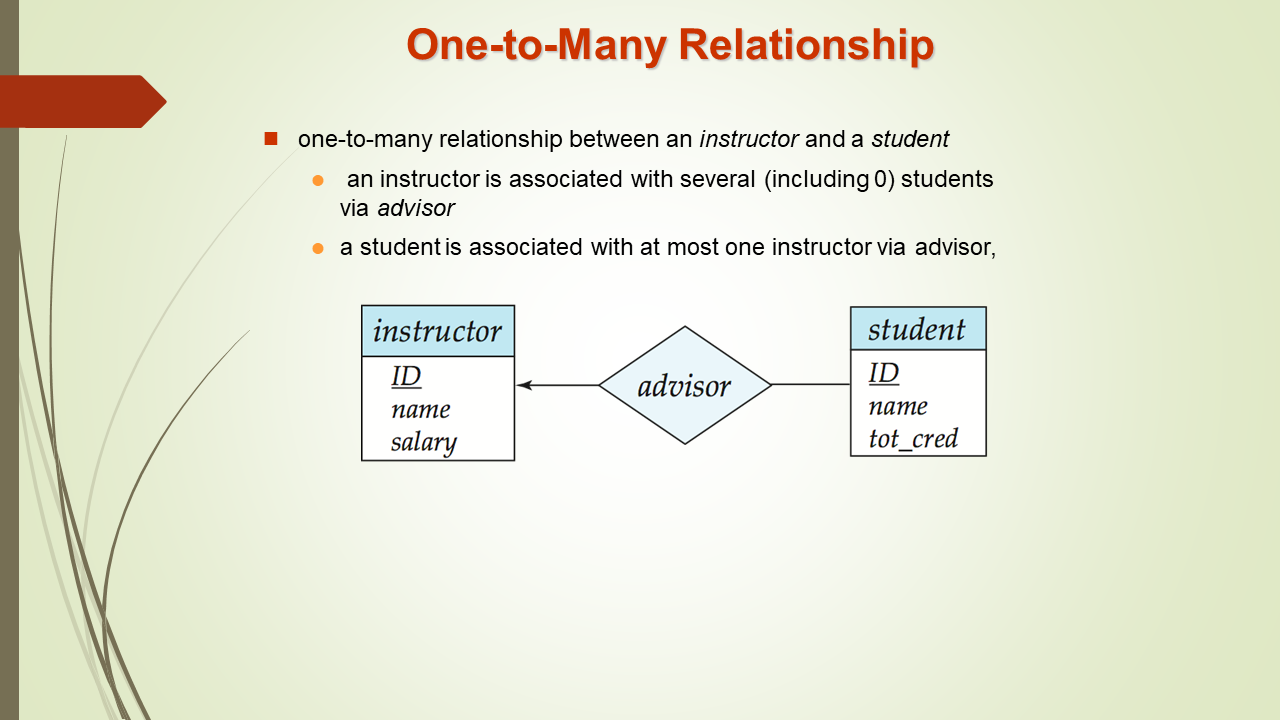 One-to-Many Relationship
one-to-many relationship between an instructor and a student
an instructor is associated with several (including 0) students
via advisor
a student is associated with at most one instructor via advisor,
instructor
ID
name
salary
advisor
student
ID
name
tot_cred